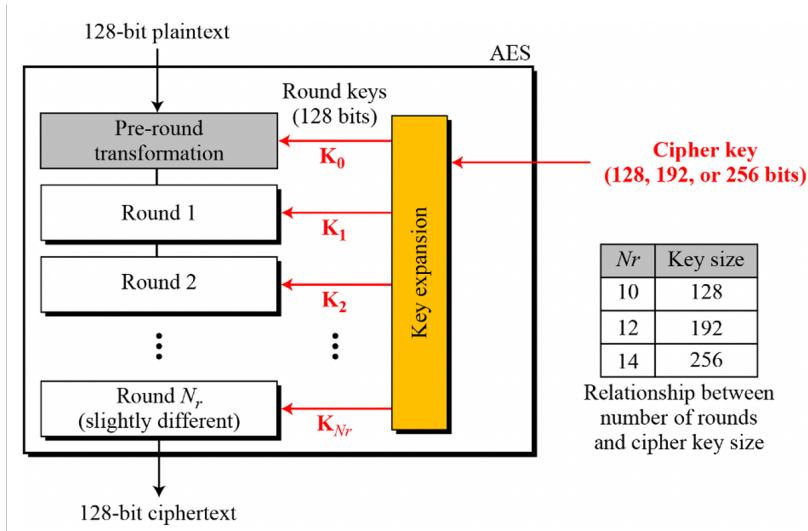 128-bit plaintext
AES
Round keys
(128 bits)
Pre-round
transformation
K0
Cipher key
(128, 192, or 256 bits)
Round 1
K1
Key expansion
Round 2
K2
Nr Key size
10 128
12 192
14 256
Relationship between
number of rounds
and cipher key size
Round Nr
(slightly different)
KNr
128-bit ciphertext